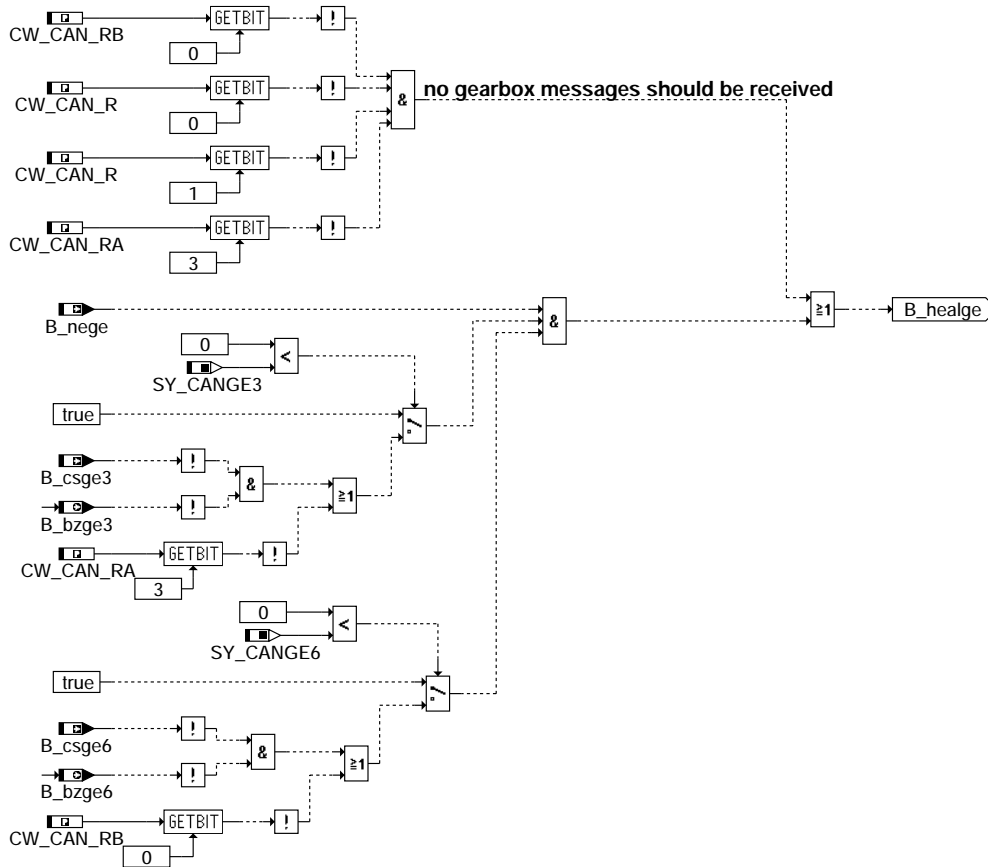 GETBIT
!
CW_CAN_RB
0
GETBIT
!
CW_CAN_R
0
&
no gearbox messages should be received
GETBIT
!
CW_CAN_R
1
GETBIT
!
CW_CAN_RA
3
B_nege
&
≥1
B_healge
0
<
SY_CANGE3
true
B_csge3
!
&
≥1
B_bzge3
!
GETBIT
!
CW_CAN_RA
3
0
<
SY_CANGE6
true
B_csge6
!
&
≥1
B_bzge6
!
GETBIT
!
CW_CAN_RB
0